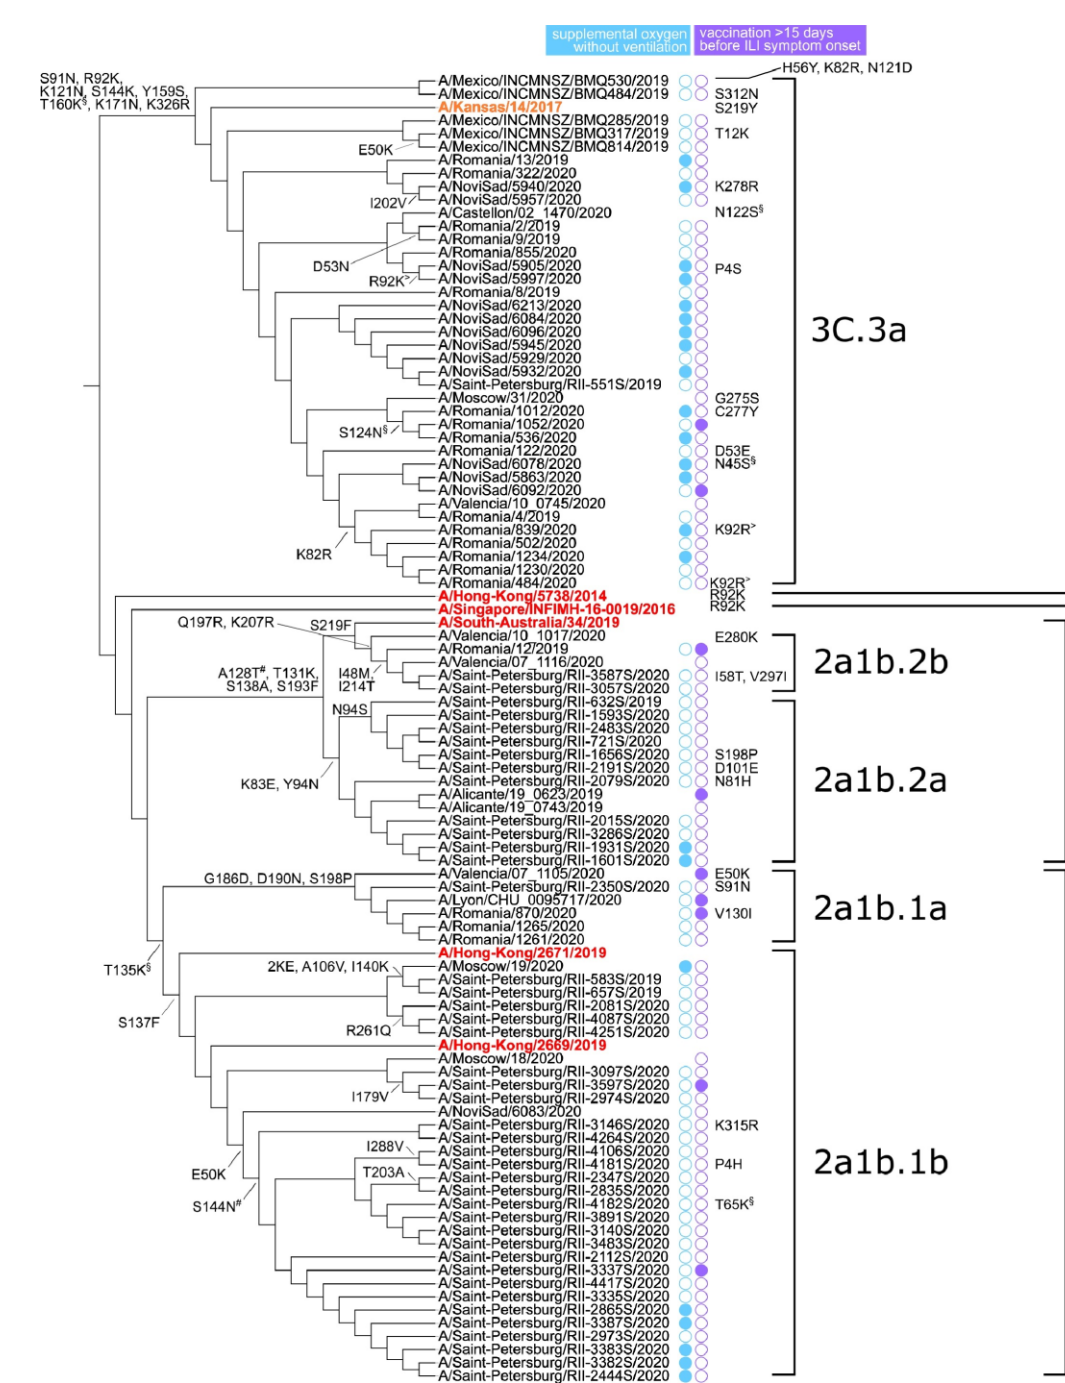 supplemental oxygen
without ventilation
vaccination >15 days
before ILI symptom onset
H56Y, K82R, N121D
S91N, R92K,
K121N, S144K, Y159S,
T160K§, K171N, K326R
A/Mexico/INCMNSZ/BMQ530/2019
A/Mexico/INCMNSZ/BMQ484/2019 S312N
A/Kansas/14/2017 S219Y
A/Mexico/INCMNSZ/BMQ285/2019
A/Mexico/INCMNSZ/BMQ317/2019 T12K
E50K A/Mexico/INCMNSZ/BMQ814/2019
A/Romania/13/2019
A/Romania/322/2020
A/NoviSad/5940/2020 K278R
I202V A/NoviSad/5957/2020
A/Castellon/02_1470/2020 N122S§
A/Romania/2/2019
A/Romania/9/2019
A/Romania/855/2020
D53N A/NoviSad/5905/2020 P4S
R92K> A/NoviSad/5997/2020
A/Romania/8/2019
A/NoviSad/6213/2020
A/NoviSad/6084/2020
3C.3a
A/NoviSad/6096/2020
A/NoviSad/5945/2020
A/NoviSad/5929/2020
A/NoviSad/5932/2020
A/Saint-Petersburg/RII-551S/2019
A/Moscow/31/2020 G275S
A/Romania/1012/2020 C277Y
S124N§ A/Romania/1052/2020
A/Romania/536/2020
A/Romania/122/2020 D53E
A/NoviSad/6078/2020 N45S§
A/NoviSad/5863/2020
A/NoviSad/6092/2020
A/Valencia/10_0745/2020
A/Romania/4/2019
A/Romania/839/2020 K92R>
A/Romania/502/2020
K82R A/Romania/1234/2020
A/Romania/1230/2020
A/Romania/484/2020 K92R>
A/Hong-Kong/5738/2014 R92K
A/Singapore/INFIMH-16-0019/2016 R92K
Q197R, K207R S219F A/South-Australia/34/2019
A/Valencia/10_1017/2020 E280K
A/Romania/12/2019
2a1b.2b
A/Valencia/07_1116/2020
A128T#, T131K,
S138A, S193F
I48M,
I214T
A/Saint-Petersburg/RII-3587S/2020 I58T, V297I
A/Saint-Petersburg/RII-3057S/2020
A/Saint-Petersburg/RII-632S/2019
N94S A/Saint-Petersburg/RII-1593S/2020
A/Saint-Petersburg/RII-2483S/2020
A/Saint-Petersburg/RII-721S/2020
A/Saint-Petersburg/RII-1656S/2020 S198P
A/Saint-Petersburg/RII-2191S/2020 D101E
2a1b.2a
K83E, Y94N A/Saint-Petersburg/RII-2079S/2020 N81H
A/Alicante/19_0623/2019
A/Alicante/19_0743/2019
A/Saint-Petersburg/RII-2015S/2020
A/Saint-Petersburg/RII-3286S/2020
A/Saint-Petersburg/RII-1931S/2020
A/Saint-Petersburg/RII-1601S/2020
G186D, D190N, S198P A/Valencia/07_1105/2020 E50K
A/Saint-Petersburg/RII-2350S/2020 S91N
A/Lyon/CHU_0095717/2020
2a1b.1a
A/Romania/870/2020 V130I
A/Romania/1265/2020
A/Romania/1261/2020
A/Hong-Kong/2671/2019
T135K§ 2KE, A106V, I140K A/Moscow/19/2020
A/Saint-Petersburg/RII-583S/2019
A/Saint-Petersburg/RII-657S/2019
A/Saint-Petersburg/RII-2081S/2020
S137F A/Saint-Petersburg/RII-4087S/2020
R261Q A/Saint-Petersburg/RII-4251S/2020
A/Hong-Kong/2669/2019
A/Moscow/18/2020
A/Saint-Petersburg/RII-3097S/2020
A/Saint-Petersburg/RII-3597S/2020
I179V A/Saint-Petersburg/RII-2974S/2020
A/NoviSad/6083/2020
A/Saint-Petersburg/RII-3146S/2020 K315R
A/Saint-Petersburg/RII-4264S/2020
I288V A/Saint-Petersburg/RII-4106S/2020
A/Saint-Petersburg/RII-4181S/2020 P4H
2a1b.1b
E50K T203A A/Saint-Petersburg/RII-2347S/2020
A/Saint-Petersburg/RII-2835S/2020
S144N# A/Saint-Petersburg/RII-4182S/2020 T65K§
A/Saint-Petersburg/RII-3891S/2020
A/Saint-Petersburg/RII-3140S/2020
A/Saint-Petersburg/RII-3483S/2020
A/Saint-Petersburg/RII-2112S/2020
A/Saint-Petersburg/RII-3337S/2020
A/Saint-Petersburg/RII-4417S/2020
A/Saint-Petersburg/RII-3335S/2020
A/Saint-Petersburg/RII-2865S/2020
A/Saint-Petersburg/RII-3387S/2020
A/Saint-Petersburg/RII-2973S/2020
A/Saint-Petersburg/RII-3383S/2020
A/Saint-Petersburg/RII-3382S/2020
A/Saint-Petersburg/RII-2444S/2020